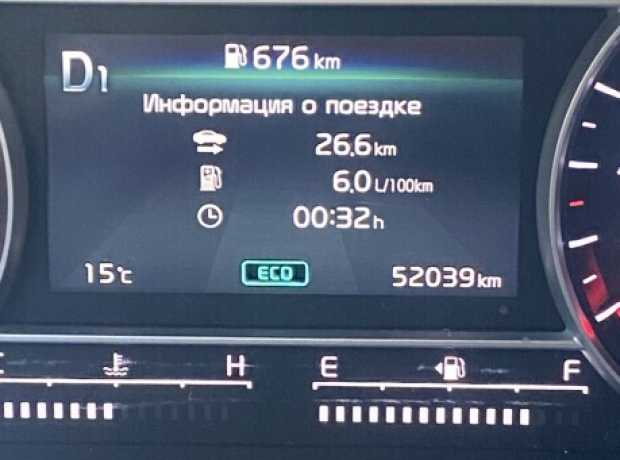 D1
676 km
Информация о поездке
26.6 km
6.0 L/100km
00:32 h
15°C
ECO
52039 km
H
E
F